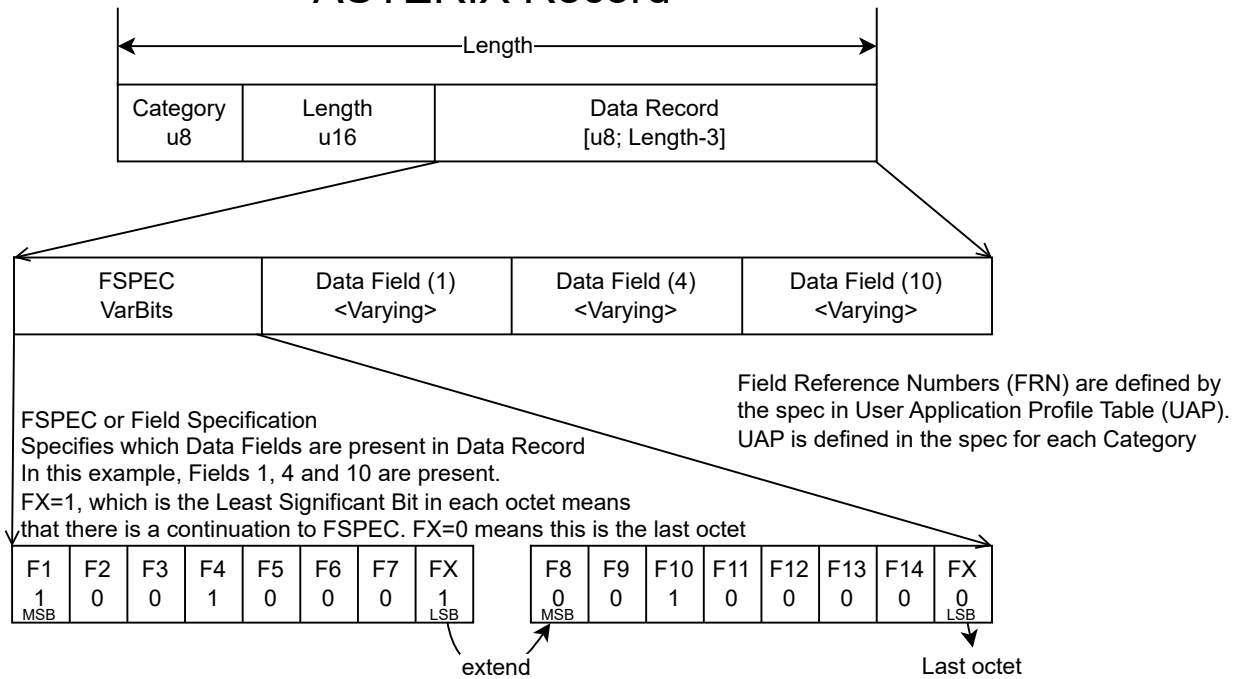 ASTERIX Record
Length
Category
u8
Length
u16
Data Record
[u8; Length-3]
FSPEC
VarBits
Data Field (1)
<Varying>
Data Field (4)
<Varying>
Data Field (10)
<Varying>
Field Reference Numbers (FRN) are defined by
the spec in User Application Profile Table (UAP).
UAP is defined in the spec for each Category
FSPEC or Field Specification
Specifies which Data Fields are present in Data Record
In this example, Fields 1, 4 and 10 are present.
FX=1, which is the Least Significant Bit in each octet means
that there is a continuation to FSPEC. FX=0 means this is the last octet
F1 F2 F3 F4 F5 F6 F7 FX
1 0 0 1 0 0 0 1
MSB LSB
F8 F9 F10 F11 F12 F13 F14 FX
0 0 1 0 0 0 0 0
MSB LSB
extend
Last octet